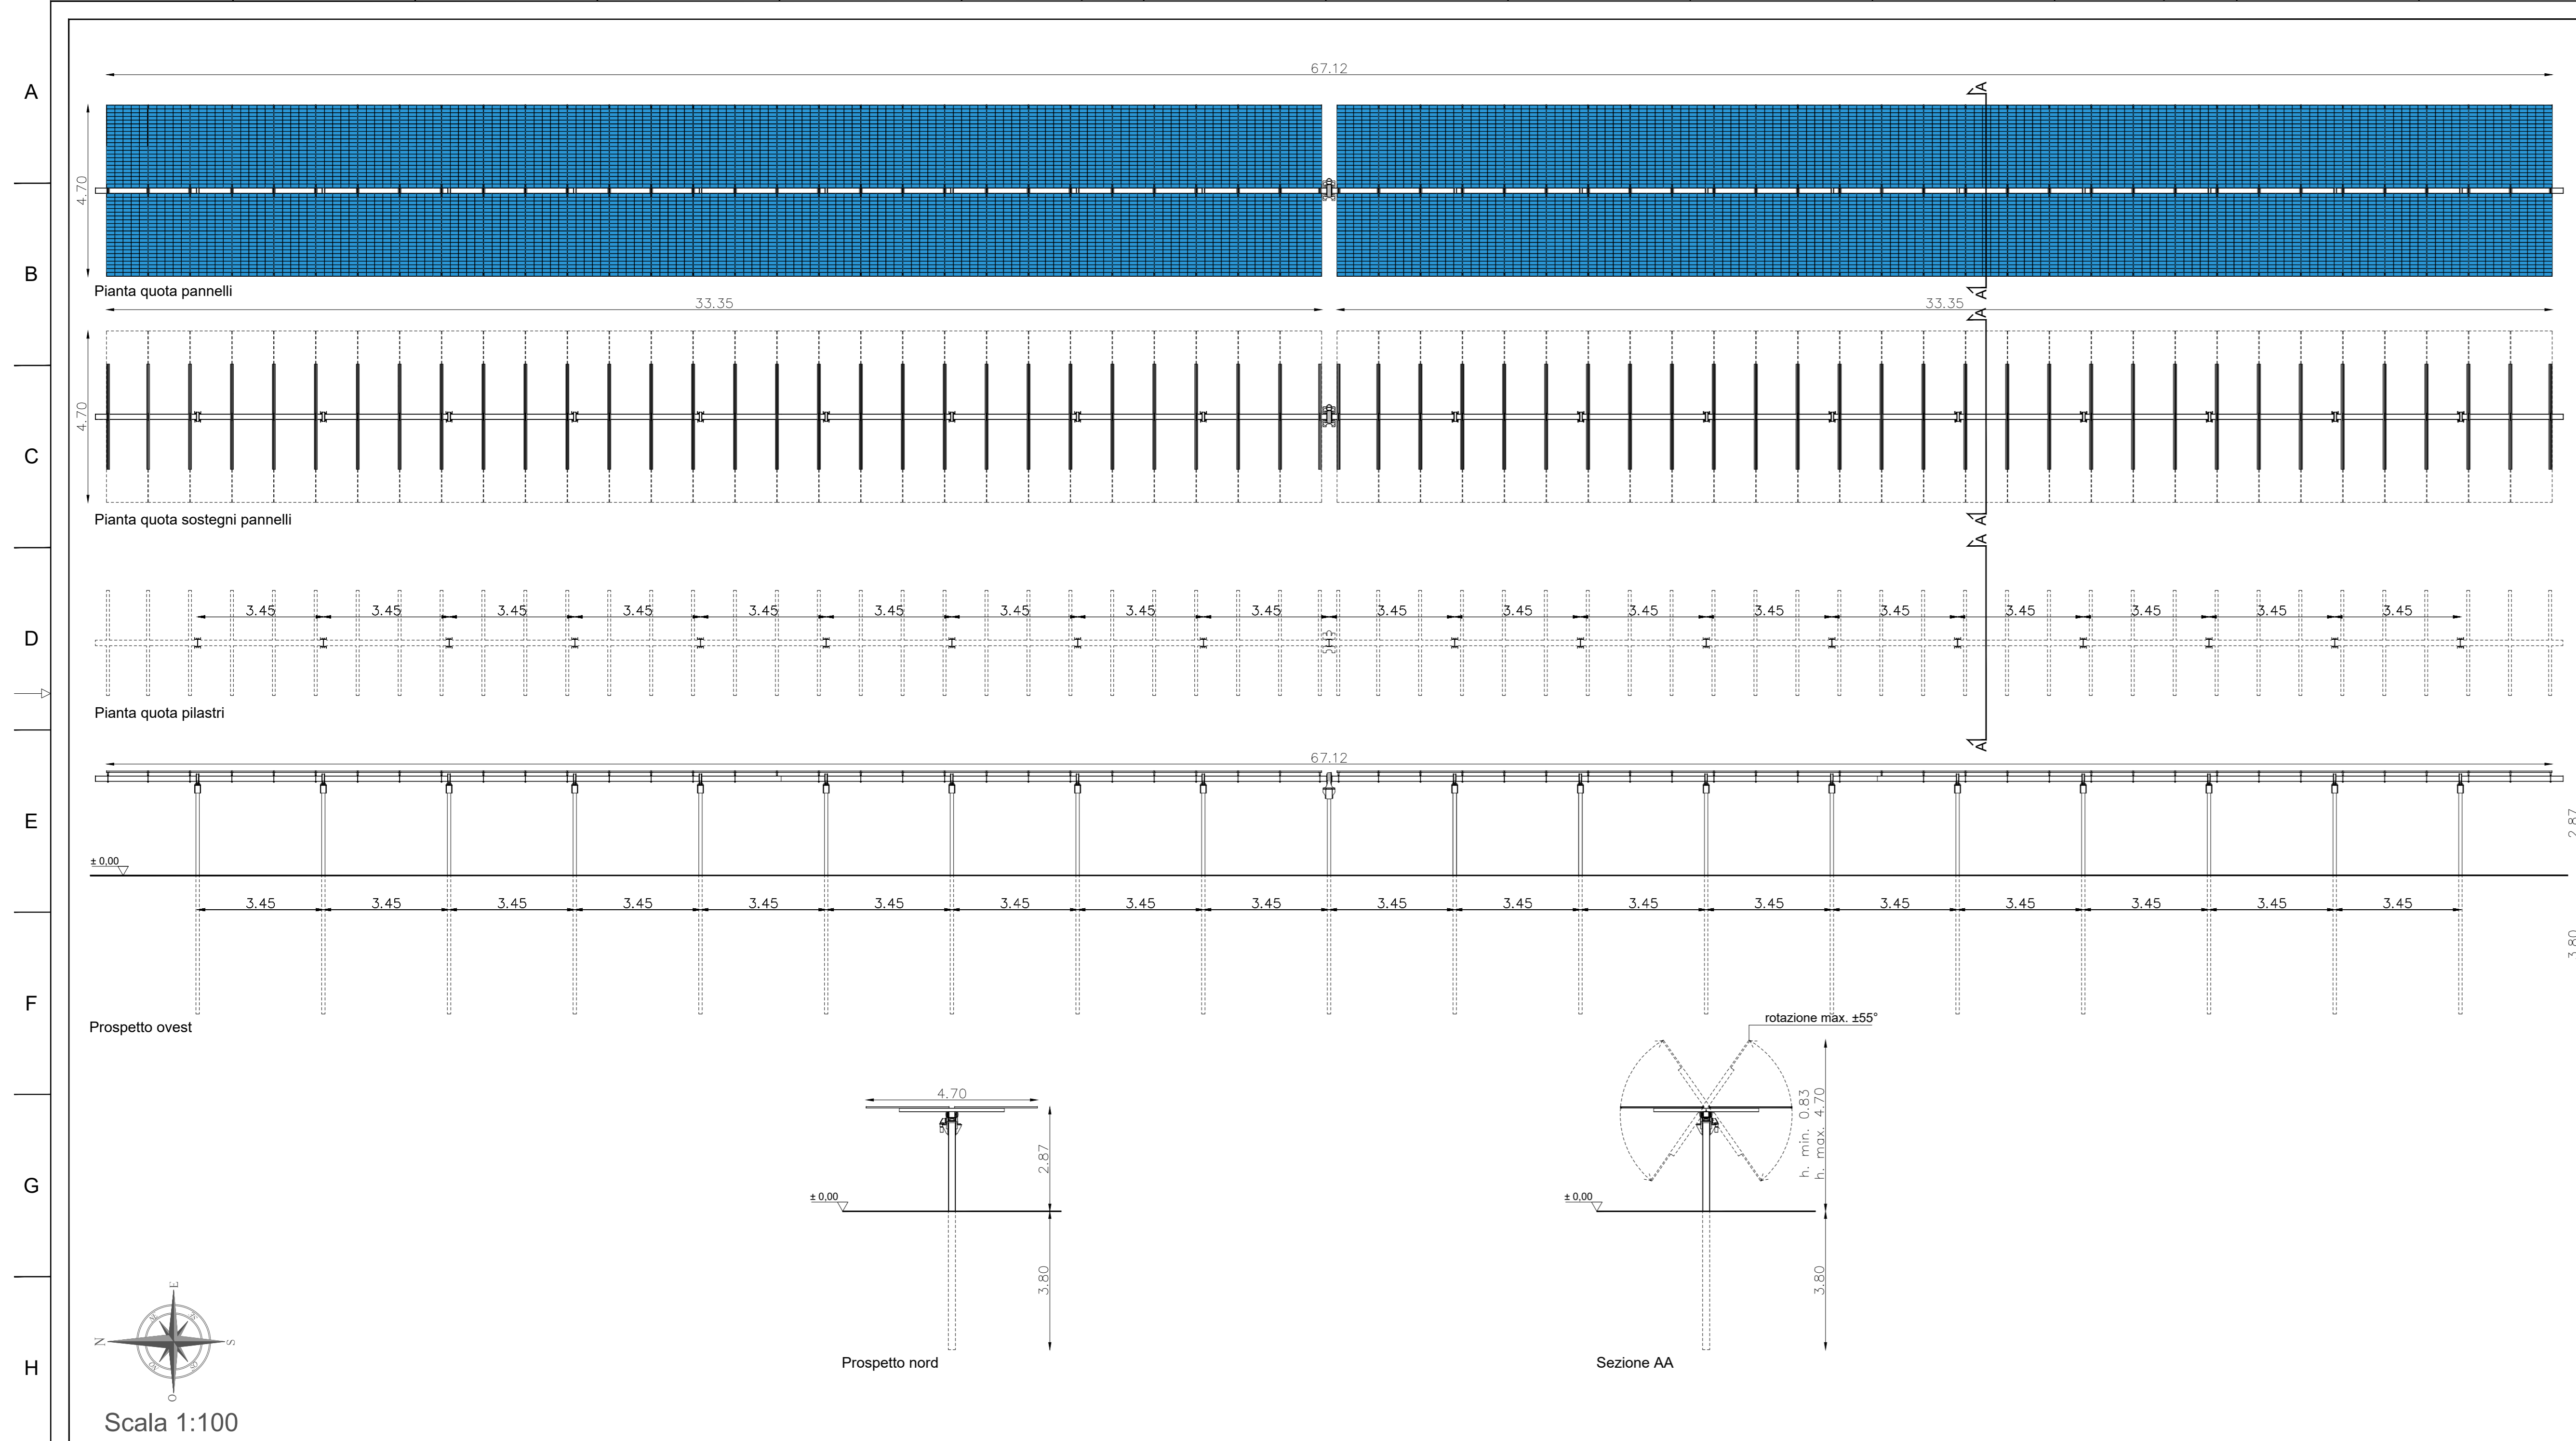 67.12
A
A
4.70
B
A
Pianta quota pannelli
33.35
33.35
A
4.70
C
A
Pianta quota sostegni pannelli
A
3.45 3.45 3.45 3.45 3.45 3.45 3.45 3.45 3.45 3.45 3.45 3.45 3.45 3.45 3.45 3.45 3.45 3.45
D
Pianta quota pilastri
A
67.12
E
2.87
± 0,00
3.45 3.45 3.45 3.45 3.45 3.45 3.45 3.45 3.45 3.45 3.45 3.45 3.45 3.45 3.45 3.45 3.45 3.45
3.80
F
Prospetto ovest
rotazione max. ±55°
4.70
h. min. 0.83
h. max. 4.70
2.87
G
± 0,00
± 0,00
3.80
3.80
E
N
S
O
H
Prospetto nord
Sezione AA
Scala 1:100